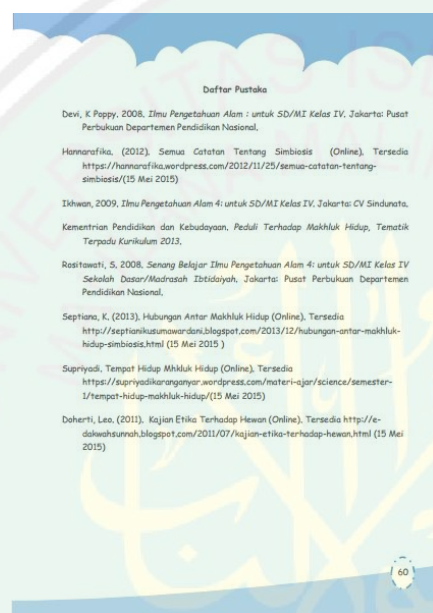 Daftar Pustaka
Devi, K Poppy. 2008. Ilmu Pengetahuan Alam : untuk SD/MI Kelas IV. Jakarta: Pusat
Perbukuan Departemen Pendidikan Nasional.
Hannarafika. (2012). Semua Catatan Tentang Simbiosis (Online). Tersedia
https://hannarafika.wordpress.com/2012/11/25/semua-catatan-tentang-
simbiosis/(15 Mei 2015)
Ikhwan. 2009. Ilmu Pengetahuan Alam 4: untuk SD/MI Kelas IV. Jakarta: CV Sindunata.
Kementrian Pendidikan dan Kebudayaan. Peduli Terhadap Makhluk Hidup, Tematik
Terpadu Kurikulum 2013.
Rositawati, S. 2008. Senang Belajar Ilmu Pengetahuan Alam 4: untuk SD/MI Kelas IV
Sekolah Dasar/Madrasah Ibtidaiyah. Jakarta: Pusat Perbukuan Departemen
Pendidikan Nasional.
Septiana, K. (2013). Hubungan Antar Makhluk Hidup (Online). Tersedia
http://septianikusumawardani.blogspot.com/2013/12/hubungan-antar-makhluk-
hidup-simbiosis.html (15 Mei 2015 )
Supriyadi. Tempat Hidup Mhkluk Hidup (Online). Tersedia
https://supriyadikaranganyar.wordpress.com/materi-ajar/science/semester-
1/tempat-hidup-makhluk-hidup/(15 Mei 2015)
Doherti, Leo. (2011). Kajian Etika Terhadap Hewan (Online). Tersedia http://e-
dakwahsunnah.blogspot.com/2011/07/kajian-etika-terhadap-hewan.html (15 Mei
2015)
60